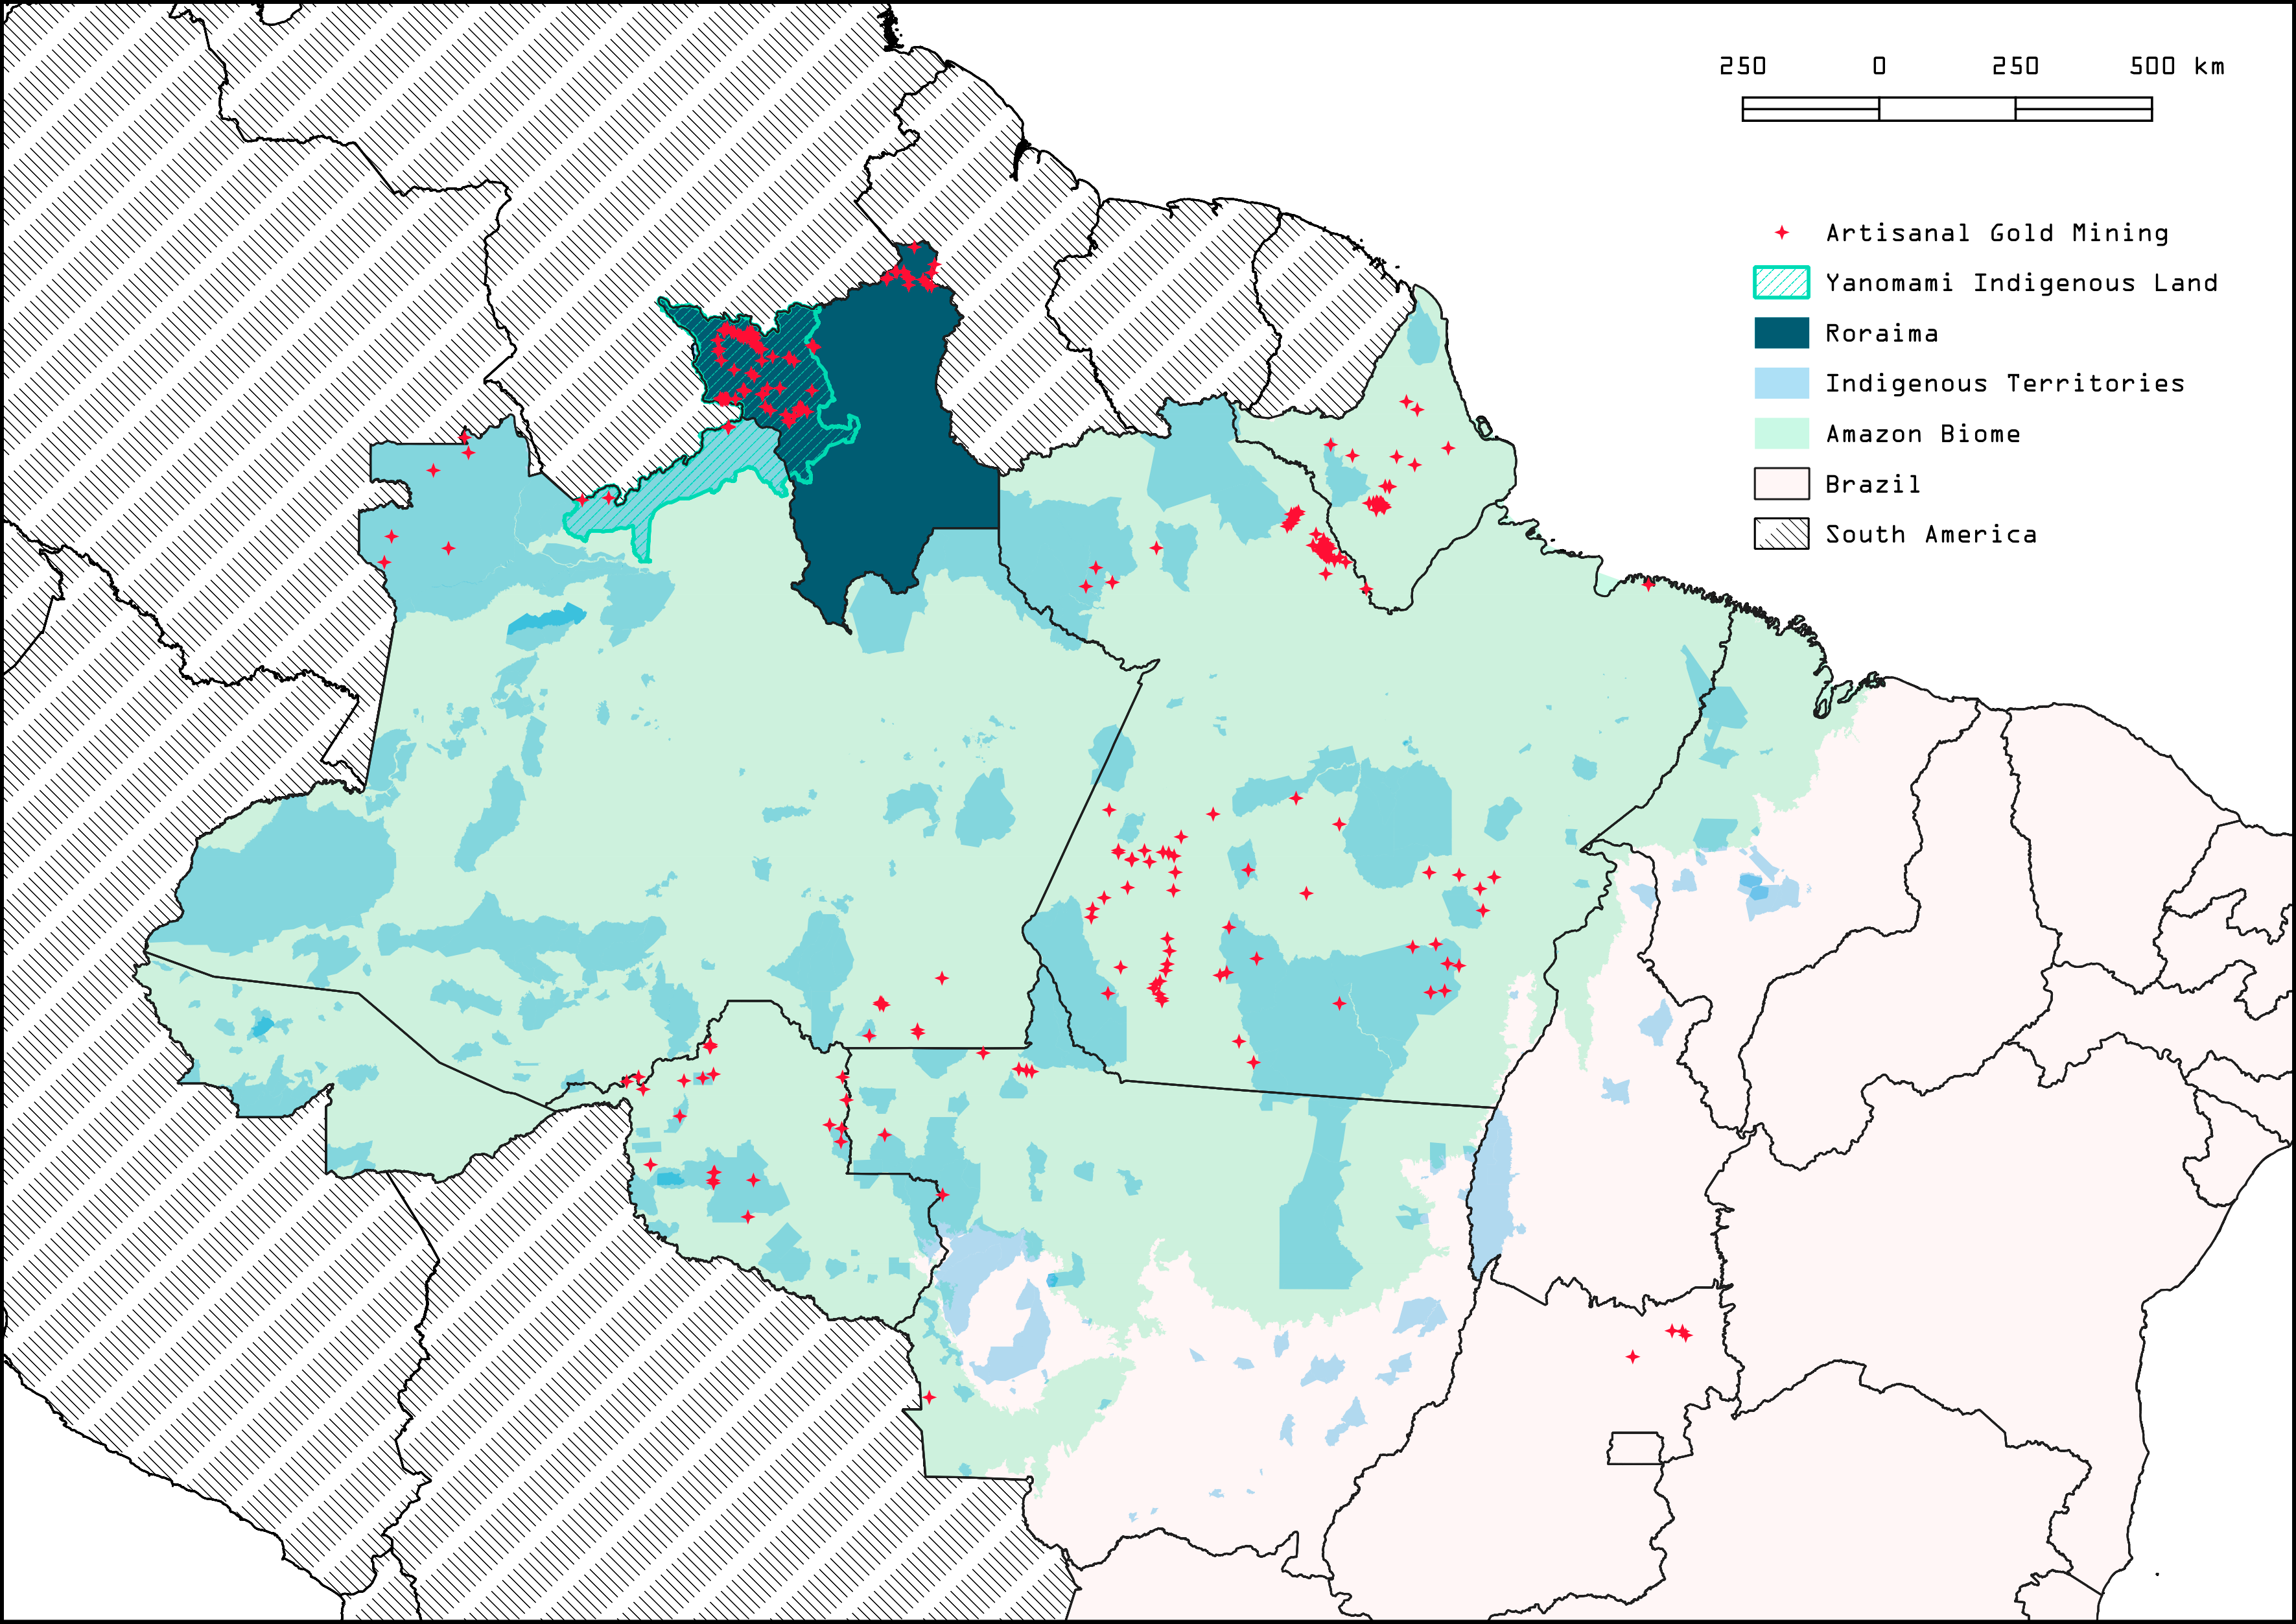 250 0 250 500 km
Artisanal Gold Mining
Yanomami Indigenous Land
Roraima
Indigenous Territories
Amazon Biome
Brazil
South America